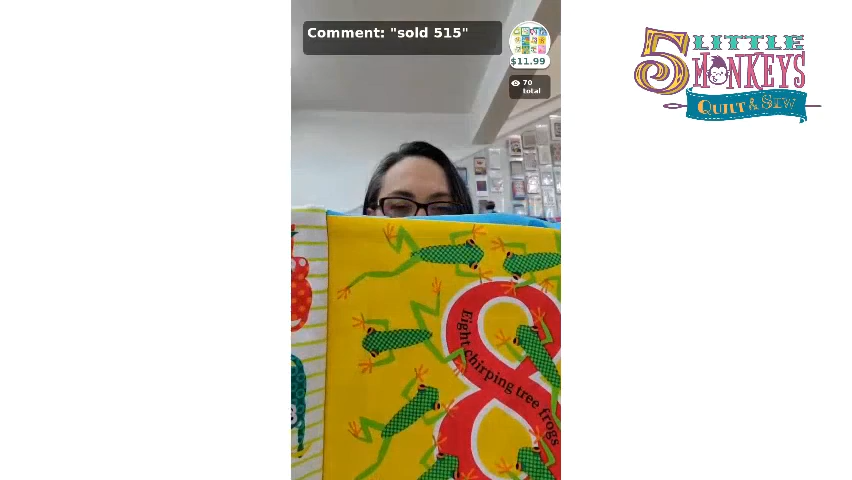 Comment: "sold 515"
$11.99
70
total
5 LITTLE
MONKEYS
QUILT & SEW
8
Eight chirping tree frogs